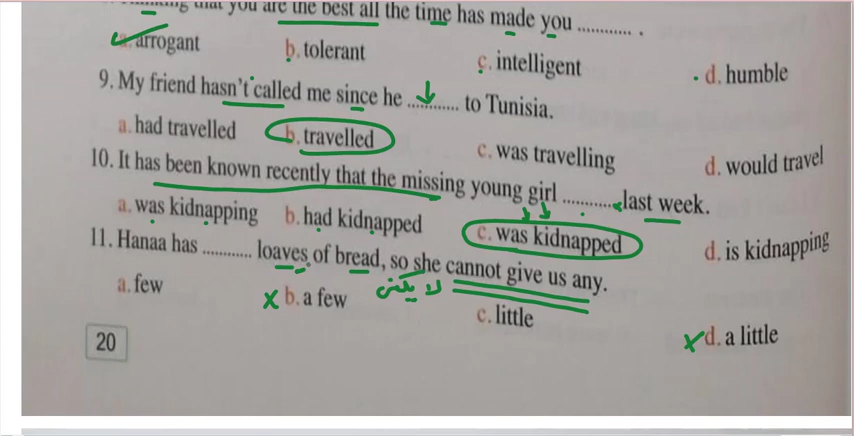 that you are the best all the time has made you ............ .
a. arrogant b. tolerant c. intelligent d. humble
9. My friend hasn't called me since he ............ to Tunisia.
a. had travelled b. travelled c. was travelling d. would travel
10. It has been known recently that the missing young girl ............ last week.
a. was kidnapping b. had kidnapped c. was kidnapped d. is kidnapping
11. Hanaa has ............ loaves of bread, so she cannot give us any.
لا يكفي
a. few x b. a few c. little x d. a little
20